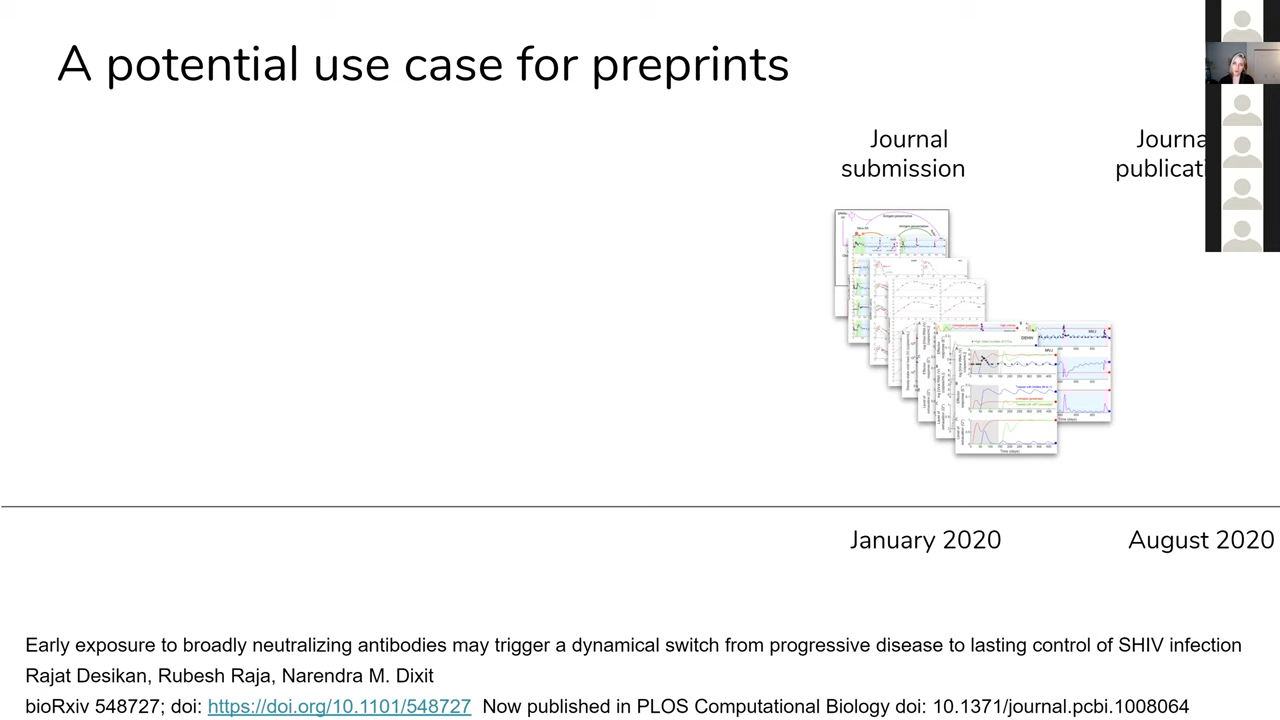 A potential use case for preprints
Journal
submission
Journa
publicati
January 2020
August 2020
Early exposure to broadly neutralizing antibodies may trigger a dynamical switch from progressive disease to lasting control of SHIV infection
Rajat Desikan, Rubesh Raja, Narendra M. Dixit
bioRxiv 548727; doi: https://doi.org/10.1101/548727 Now published in PLOS Computational Biology doi: 10.1371/journal.pcbi.1008064